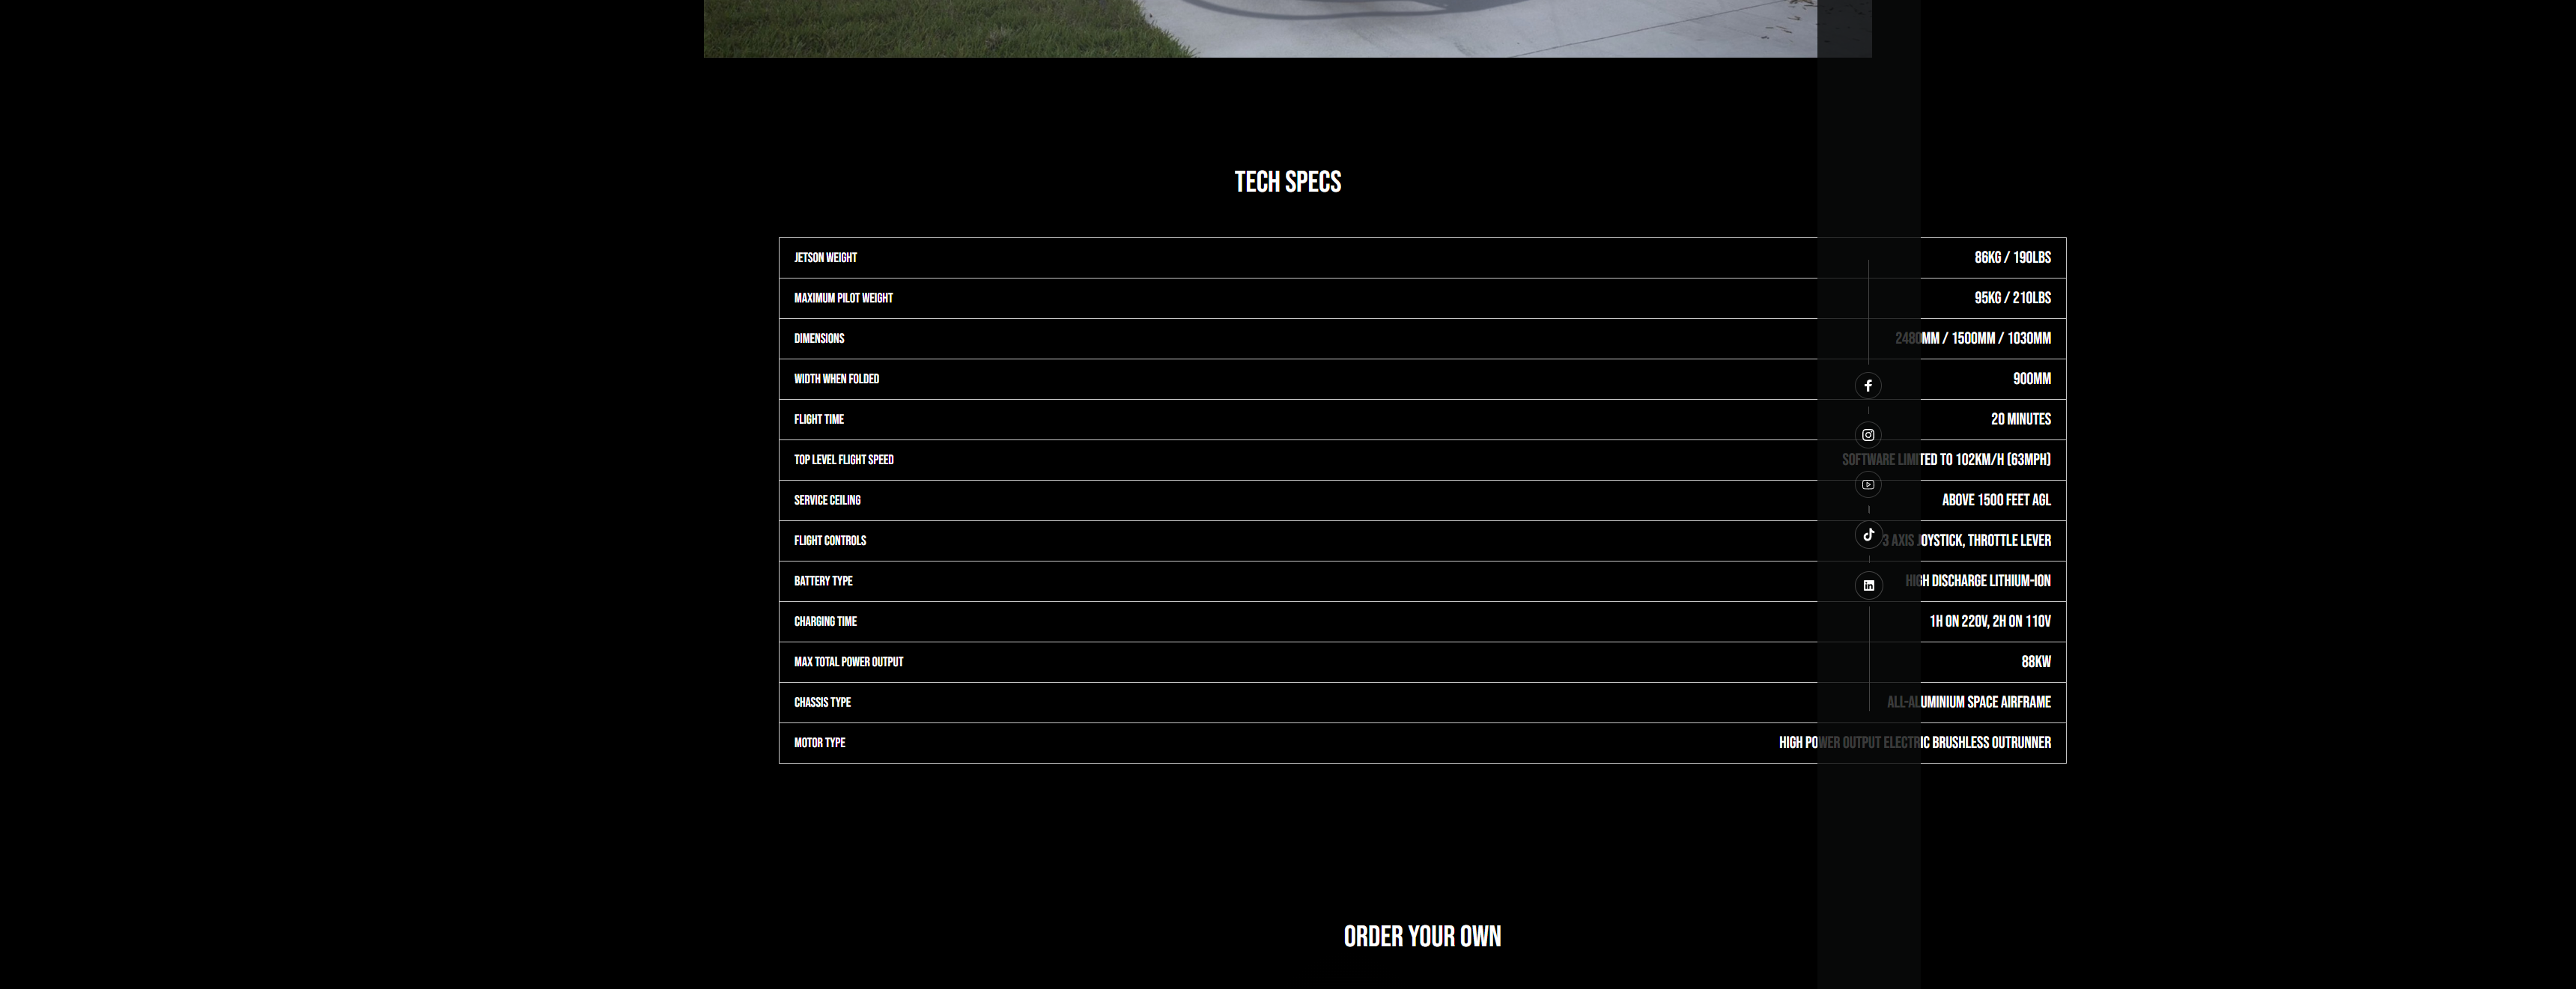 TECH SPECS
JETSON WEIGHT 86KG / 190LBS
MAXIMUM PILOT WEIGHT 95KG / 210LBS
DIMENSIONS 2480MM / 1500MM / 1030MM
WIDTH WHEN FOLDED 900MM
FLIGHT TIME 20 MINUTES
TOP LEVEL FLIGHT SPEED SOFTWARE LIMITED TO 102KM/H (63MPH)
SERVICE CEILING ABOVE 1500 FEET AGL
FLIGHT CONTROLS 3 AXIS JOYSTICK, THROTTLE LEVER
BATTERY TYPE HIGH DISCHARGE LITHIUM-ION
CHARGING TIME 1H ON 220V, 2H ON 110V
MAX TOTAL POWER OUTPUT 88KW
CHASSIS TYPE ALL-ALUMINIUM SPACE AIRFRAME
MOTOR TYPE HIGH POWER OUTPUT ELECTRIC BRUSHLESS OUTRUNNER
ORDER YOUR OWN